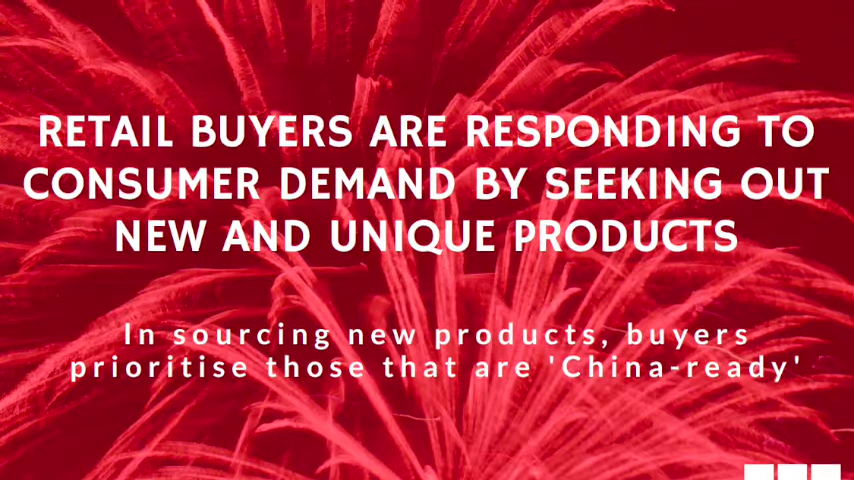 RETAIL BUYERS ARE RESPONDING TO
CONSUMER DEMAND BY SEEKING OUT
NEW AND UNIQUE PRODUCTS
In sourcing new products, buyers
prioritise those that are 'China-ready'